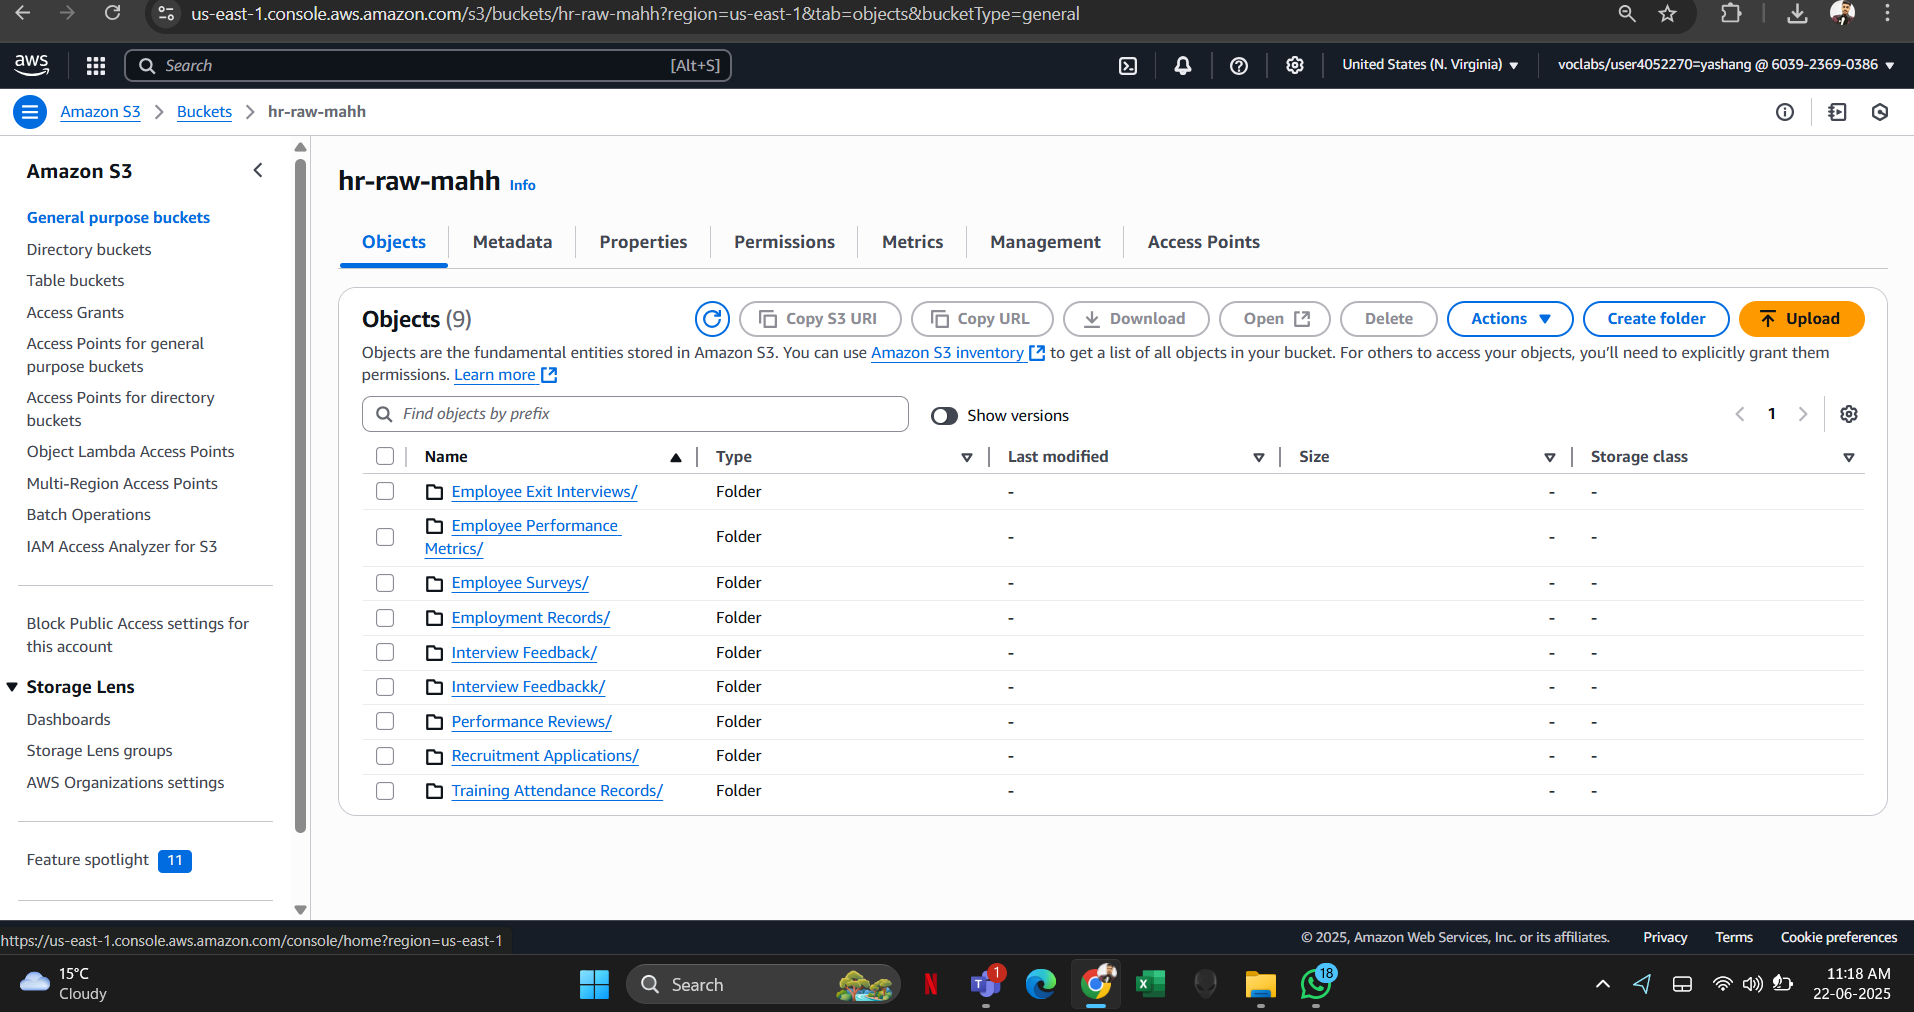 us-east-1.console.aws.amazon.com/s3/buckets/hr-raw-mahh?region=us-east-1&tab=objects&bucketType=general
aws
Search [Alt+S]
United States (N. Virginia)
voclabs/user4052270=yashang @ 6039-2369-0386
Amazon S3 > Buckets > hr-raw-mahh
Amazon S3
General purpose buckets
Directory buckets
Table buckets
Access Grants
Access Points for general
purpose buckets
Access Points for directory
buckets
Object Lambda Access Points
Multi-Region Access Points
Batch Operations
IAM Access Analyzer for S3
Block Public Access settings for
this account
Storage Lens
Dashboards
Storage Lens groups
AWS Organizations settings
Feature spotlight 11
hr-raw-mahh Info
Objects Metadata Properties Permissions Metrics Management Access Points
Objects (9)
Copy S3 URI Copy URL Download Open Delete Actions Create folder Upload
Objects are the fundamental entities stored in Amazon S3. You can use Amazon S3 inventory to get a list of all objects in your bucket. For others to access your objects, you'll need to explicitly grant them
permissions. Learn more
Find objects by prefix
Show versions
1
Name Type Last modified Size Storage class
Employee Exit Interviews/ Folder - - -
Employee Performance
Metrics/ Folder - - -
Employee Surveys/ Folder - - -
Employment Records/ Folder - - -
Interview Feedback/ Folder - - -
Interview Feedbackk/ Folder - - -
Performance Reviews/ Folder - - -
Recruitment Applications/ Folder - - -
Training Attendance Records/ Folder - - -
https://us-east-1.console.aws.amazon.com/console/home?region=us-east-1
© 2025, Amazon Web Services, Inc. or its affiliates. Privacy Terms Cookie preferences
15°C
Cloudy
Search
1
18
11:18 AM
22-06-2025